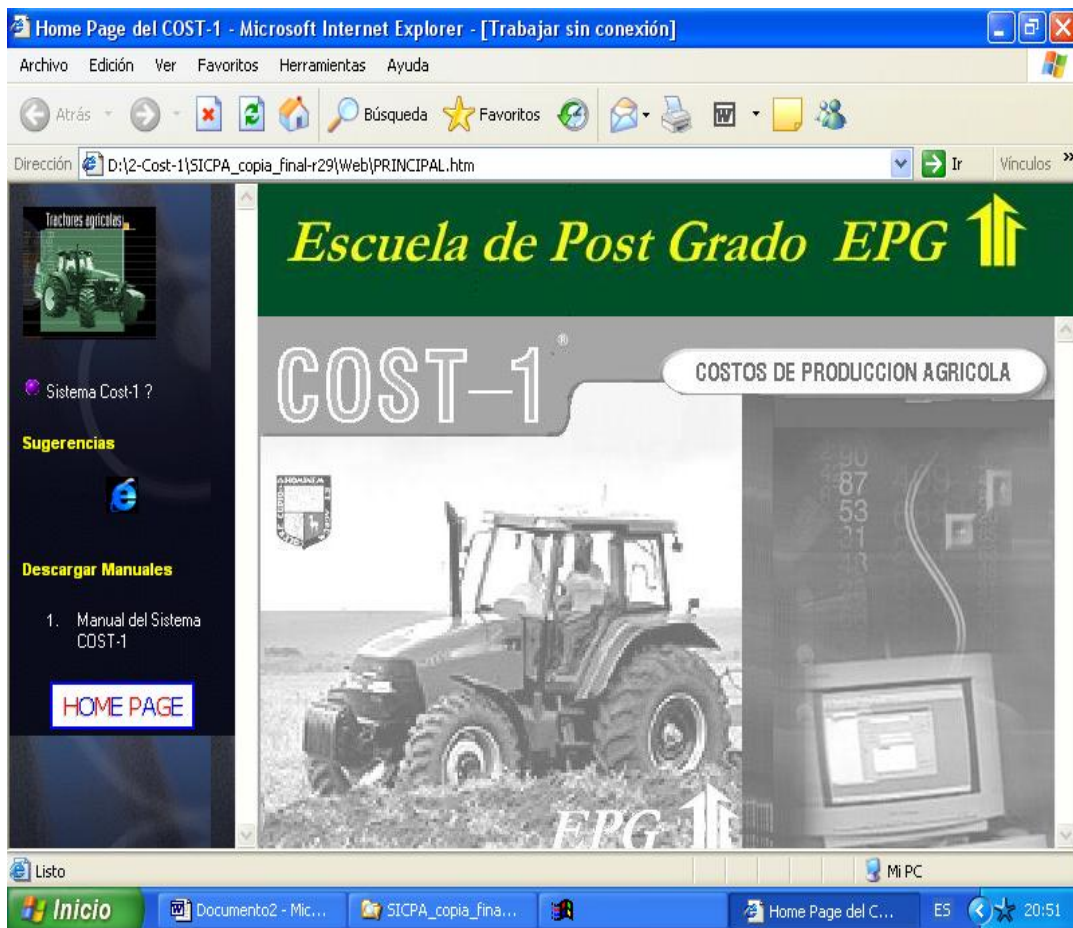 Home Page del COST-1 - Microsoft Internet Explorer - [Trabajar sin conexión]
Archivo Edición Ver Favoritos Herramientas Ayuda
Atrás Búsqueda Favoritos
Dirección D:\2-Cost-1\SICPA_copia_final-r29\Web\PRINCIPAL.htm Ir Vínculos »
Tractores agricolas
Sistema Cost-1 ?
Sugerencias
Descargar Manuales
1. Manual del Sistema
COST-1
HOME PAGE
Escuela de Post Grado EPG
COST-1 ®
COSTOS DE PRODUCCION AGRICOLA
87
53
EPG
Listo Mi PC
Inicio Documento2 - Mic... SICPA_copia_fina... Home Page del C... ES 20:51